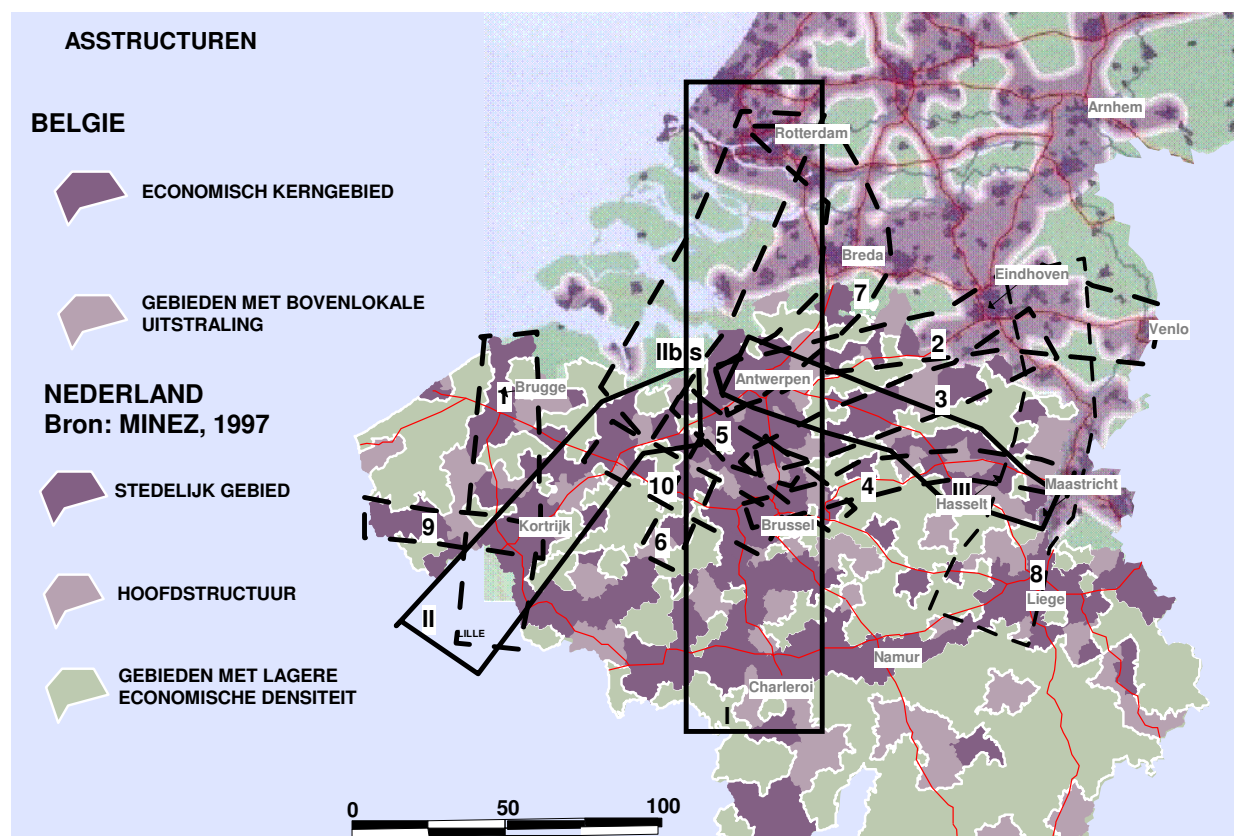 ASSTRUCTUREN
BELGIE
ECONOMISCH KERNGEBIED
GEBIEDEN MET BOVENLOKALE
UITSTRALING
NEDERLAND
Bron: MINEZ, 1997
STEDELIJK GEBIED
HOOFDSTRUCTUUR
GEBIEDEN MET LAGERE
ECONOMISCHE DENSITEIT
Arnhem
Rotterdam
Breda
Eindhoven
7
Venlo
2
IIbis
Antwerpen
Brugge
1
3
5
10
4
III
Hasselt
Maastricht
9
Kortrijk
Brussel
6
8
Liege
II
LILLE
Namur
Charleroi
I
0 50 100